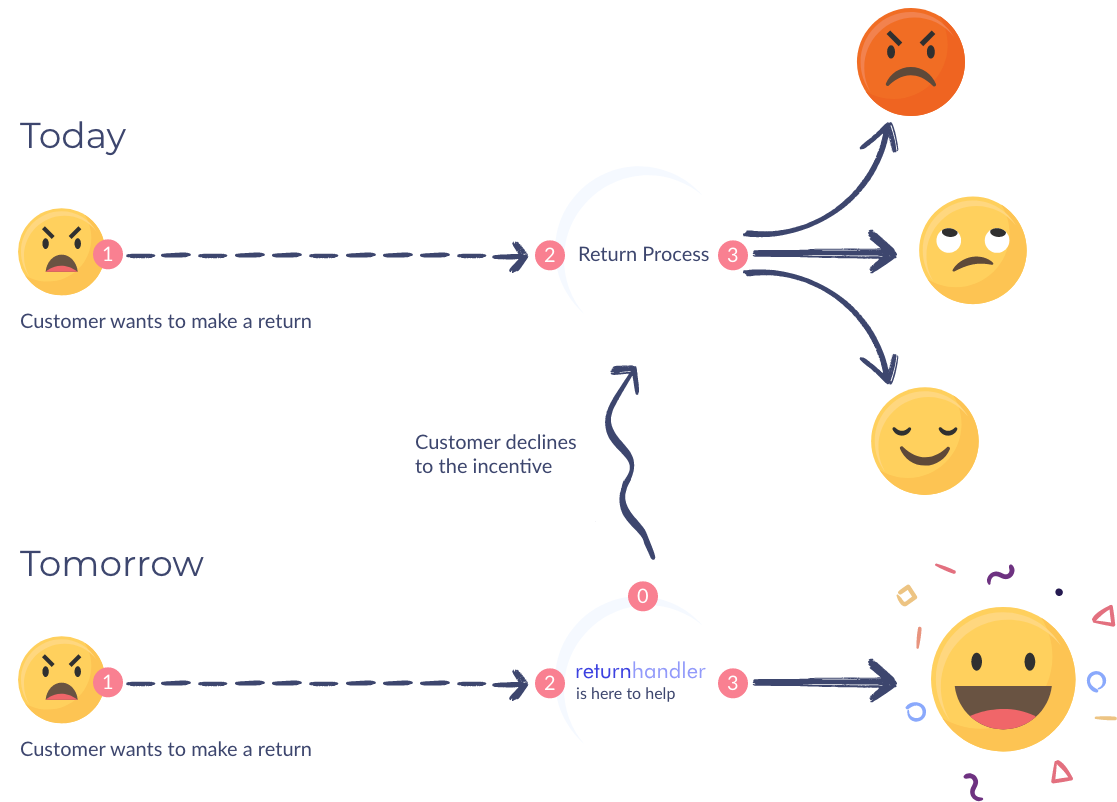 Today
1
2
Return Process
3
Customer wants to make a return
Customer declines
to the incentive
Tomorrow
0
1
2
returnhandler
is here to help
3
Customer wants to make a return